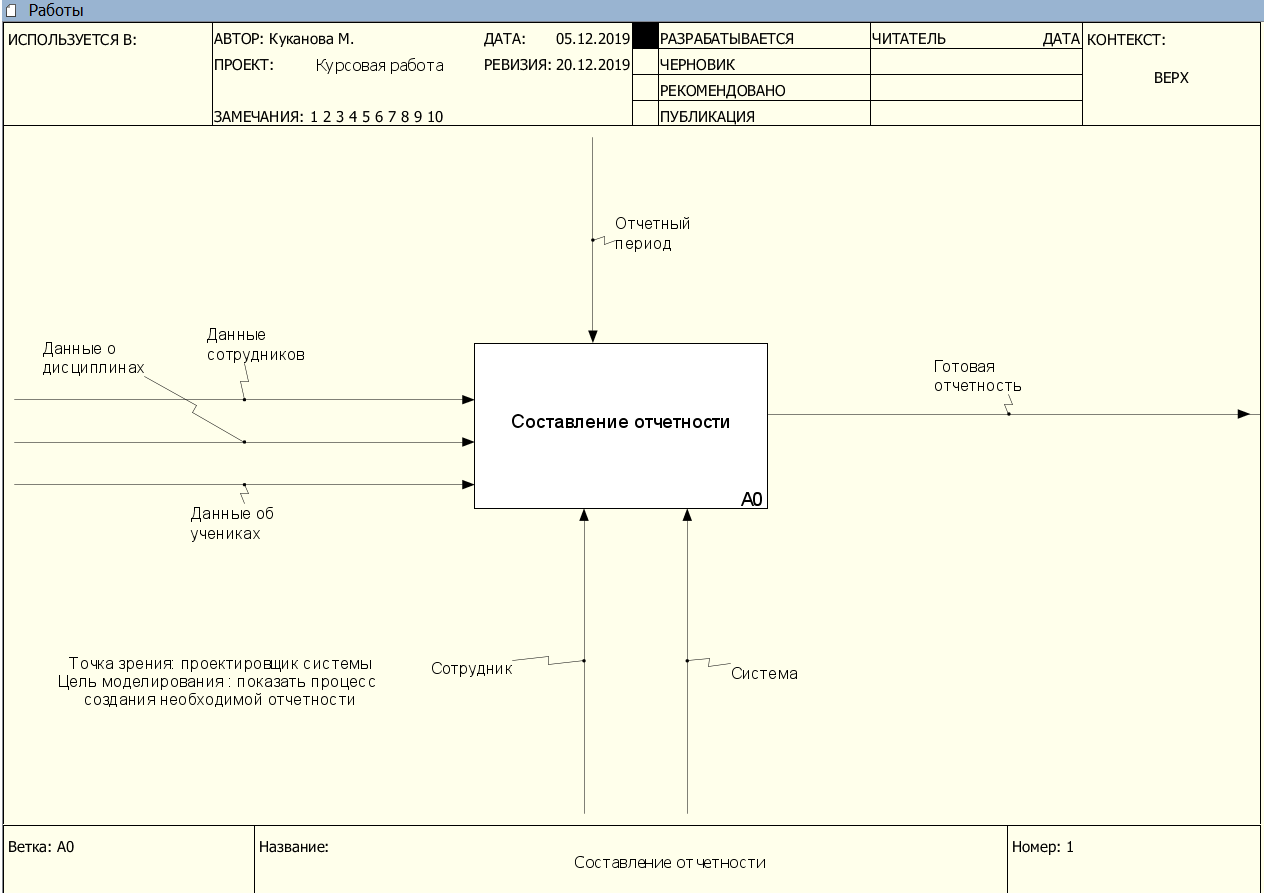 Работы
ИСПОЛЬЗУЕТСЯ В:
АВТОР: Куканова М.
ДАТА: 05.12.2019
ПРОЕКТ: Курсовая работа
РЕВИЗИЯ: 20.12.2019
ЗАМЕЧАНИЯ: 1 2 3 4 5 6 7 8 9 10
РАЗРАБАТЫВАЕТСЯ
ЧЕРНОВИК
РЕКОМЕНДОВАНО
ПУБЛИКАЦИЯ
ЧИТАТЕЛЬ ДАТА
КОНТЕКСТ:
ВЕРХ
Отчетный
период
Данные
сотрудников
Данные о
дисциплинах
Данные об
учениках
Составление отчетности
A0
Готовая
отчетность
Точка зрения: проектировщик системы
Цель моделирования: показать процесс
создания необходимой отчетности
Сотрудник
Система
Ветка: A0
Название:
Составление отчетности
Номер: 1